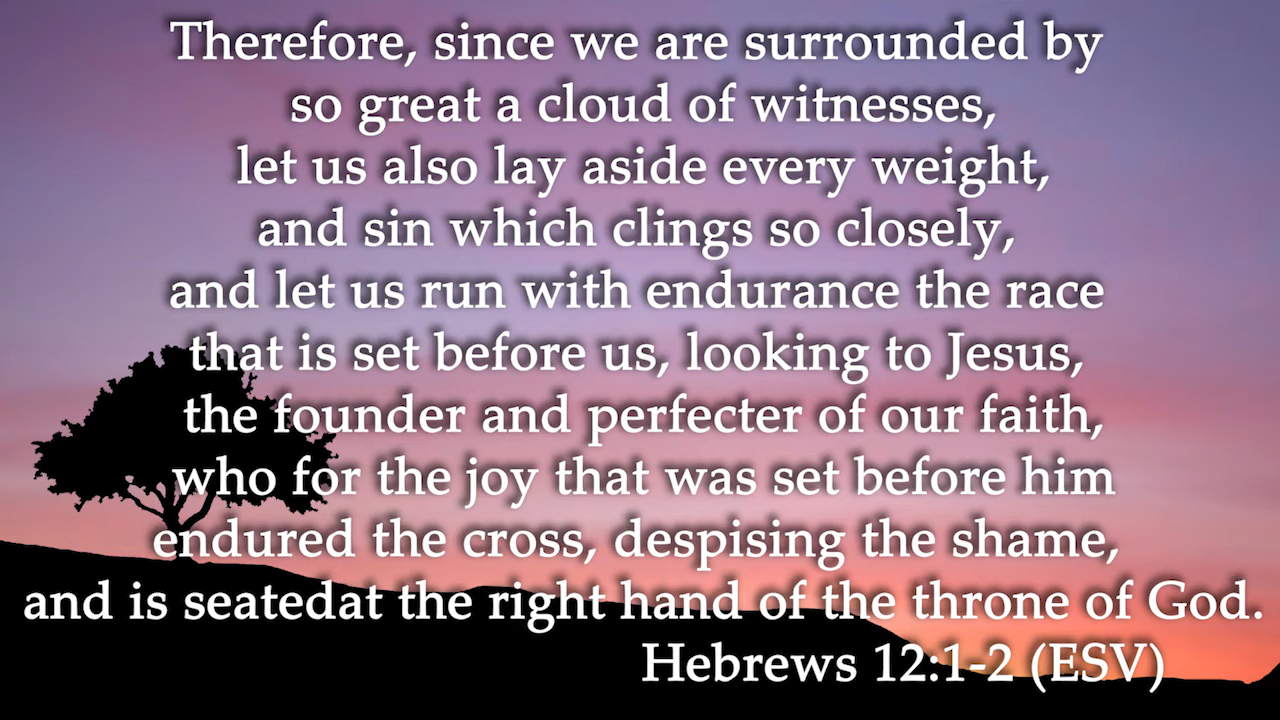 Therefore, since we are surrounded by
so great a cloud of witnesses,
let us also lay aside every weight,
and sin which clings so closely,
and let us run with endurance the race
that is set before us, looking to Jesus,
the founder and perfecter of our faith,
who for the joy that was set before him
endured the cross, despising the shame,
and is seatedat the right hand of the throne of God.
Hebrews 12:1-2 (ESV)